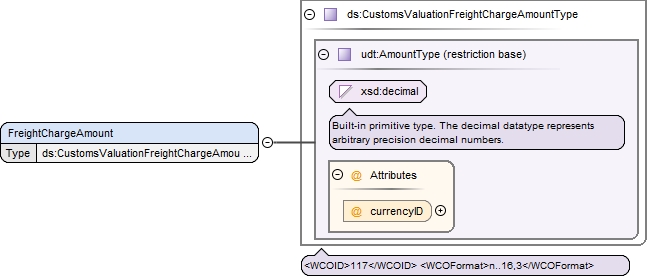 ds:CustomsValuationFreightChargeAmountType
udt:AmountType (restriction base)
xsd:decimal
Built-in primitive type. The decimal datatype represents
arbitrary precision decimal numbers.
FreightChargeAmount
Type ds:CustomsValuationFreightChargeAmou ...
@ Attributes
@ currencyID
<WCOID>117</WCOID> <WCOFormat>n..16,3</WCOFormat>